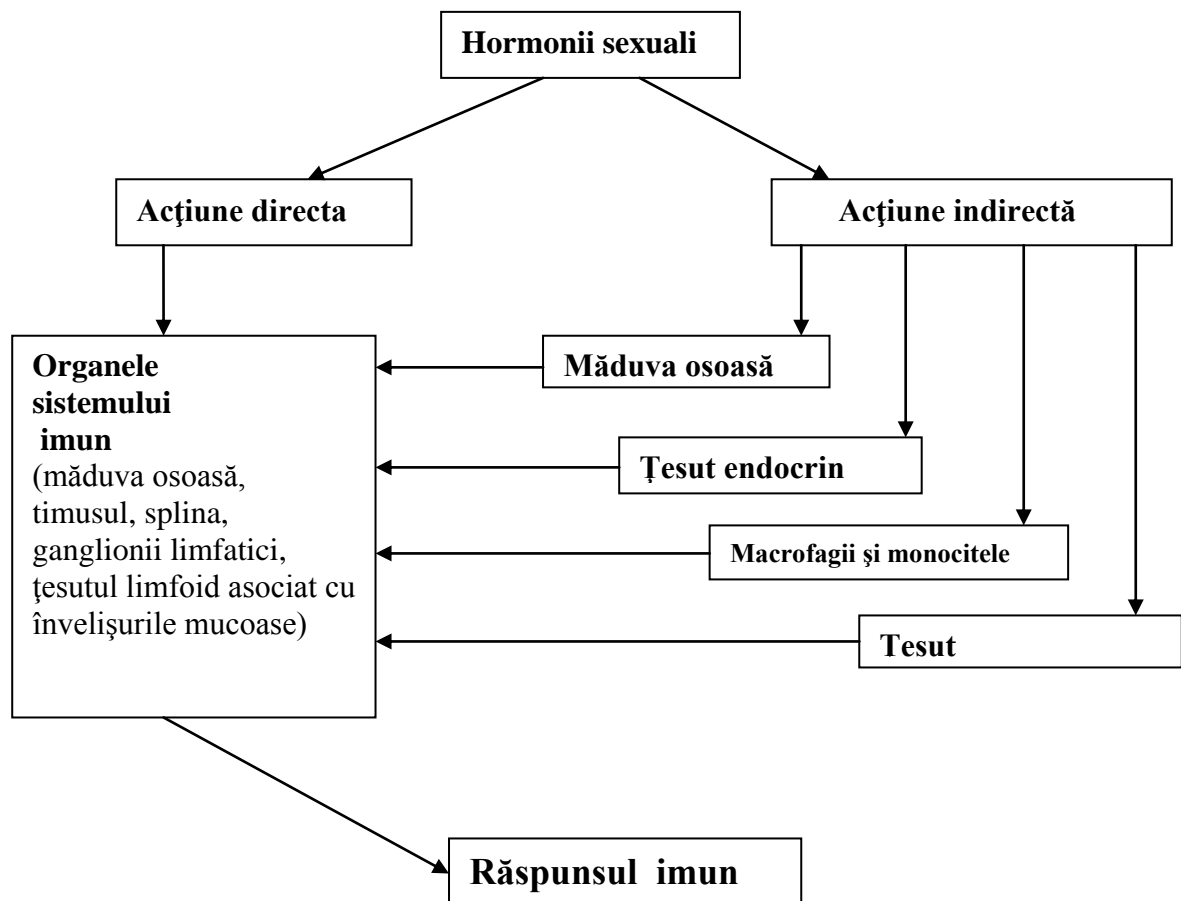 Hormonii sexuali
Acţiune directa
Acţiune indirectă
Organele
sistemului
imun
(măduva osoasă,
timusul, splina,
ganglionii limfatici,
ţesutul limfoid asociat cu
învelişurile mucoase)
Măduva osoasă
Ţesut endocrin
Macrofagii şi monocitele
Tesut
Răspunsul imun